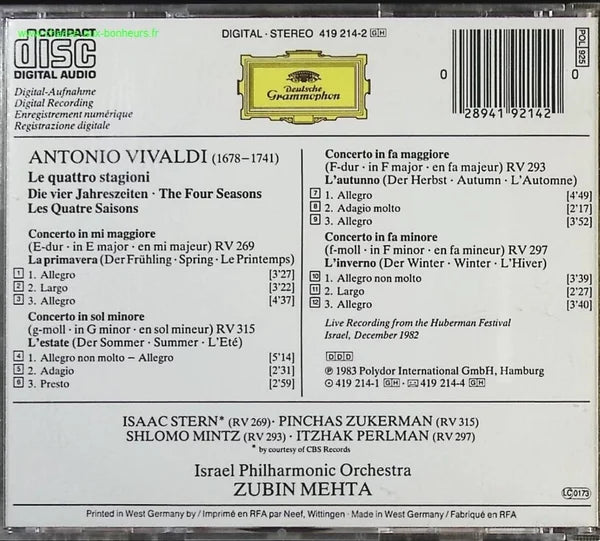 COMPACT
disc
DIGITAL AUDIO
-bonheurs.fr
DIGITAL · STEREO 419 214-2 GH
POL 925
Deutsche
Grammophon
0 28941 92142 0
Digital-Aufnahme
Digital Recording
Enregistrement numérique
Registrazione digitale
ANTONIO VIVALDI (1678–1741)
Le quattro stagioni
Die vier Jahreszeiten · The Four Seasons
Les Quatre Saisons
Concerto in mi maggiore
(E-dur · in E major · en mi majeur) RV 269
La primavera (Der Frühling · Spring · Le Printemps)
1 1. Allegro [3'27]
2 2. Largo [3'22]
3 3. Allegro [4'37]
Concerto in sol minore
(g-moll · in G minor · en sol mineur) RV 315
L'estate (Der Sommer · Summer · L'Eté)
4 1. Allegro non molto – Allegro [5'14]
5 2. Adagio [2'31]
6 3. Presto [2'59]
Concerto in fa maggiore
(F-dur · in F major · en fa majeur) RV 293
L'autunno (Der Herbst · Autumn · L'Automne)
7 1. Allegro [4'49]
8 2. Adagio molto [2'17]
9 3. Allegro [3'52]
Concerto in fa minore
(f-moll · in F minor · en fa mineur) RV 297
L'inverno (Der Winter · Winter · L'Hiver)
10 1. Allegro non molto [3'39]
11 2. Largo [2'27]
12 3. Allegro [3'40]
Live Recording from the Huberman Festival
Israel, December 1982
DDD
℗ 1983 Polydor International GmbH, Hamburg
419 214-1 GH · 419 214-4 GH
ISAAC STERN* (RV 269) · PINCHAS ZUKERMAN (RV 315)
SHLOMO MINTZ (RV 293) · ITZHAK PERLMAN (RV 297)
* by courtesy of CBS Records
Israel Philharmonic Orchestra
ZUBIN MEHTA
LC 0173
Printed in West Germany by / Imprimé en RFA par Neef, Wittingen · Made in West Germany / Fabriqué en RFA